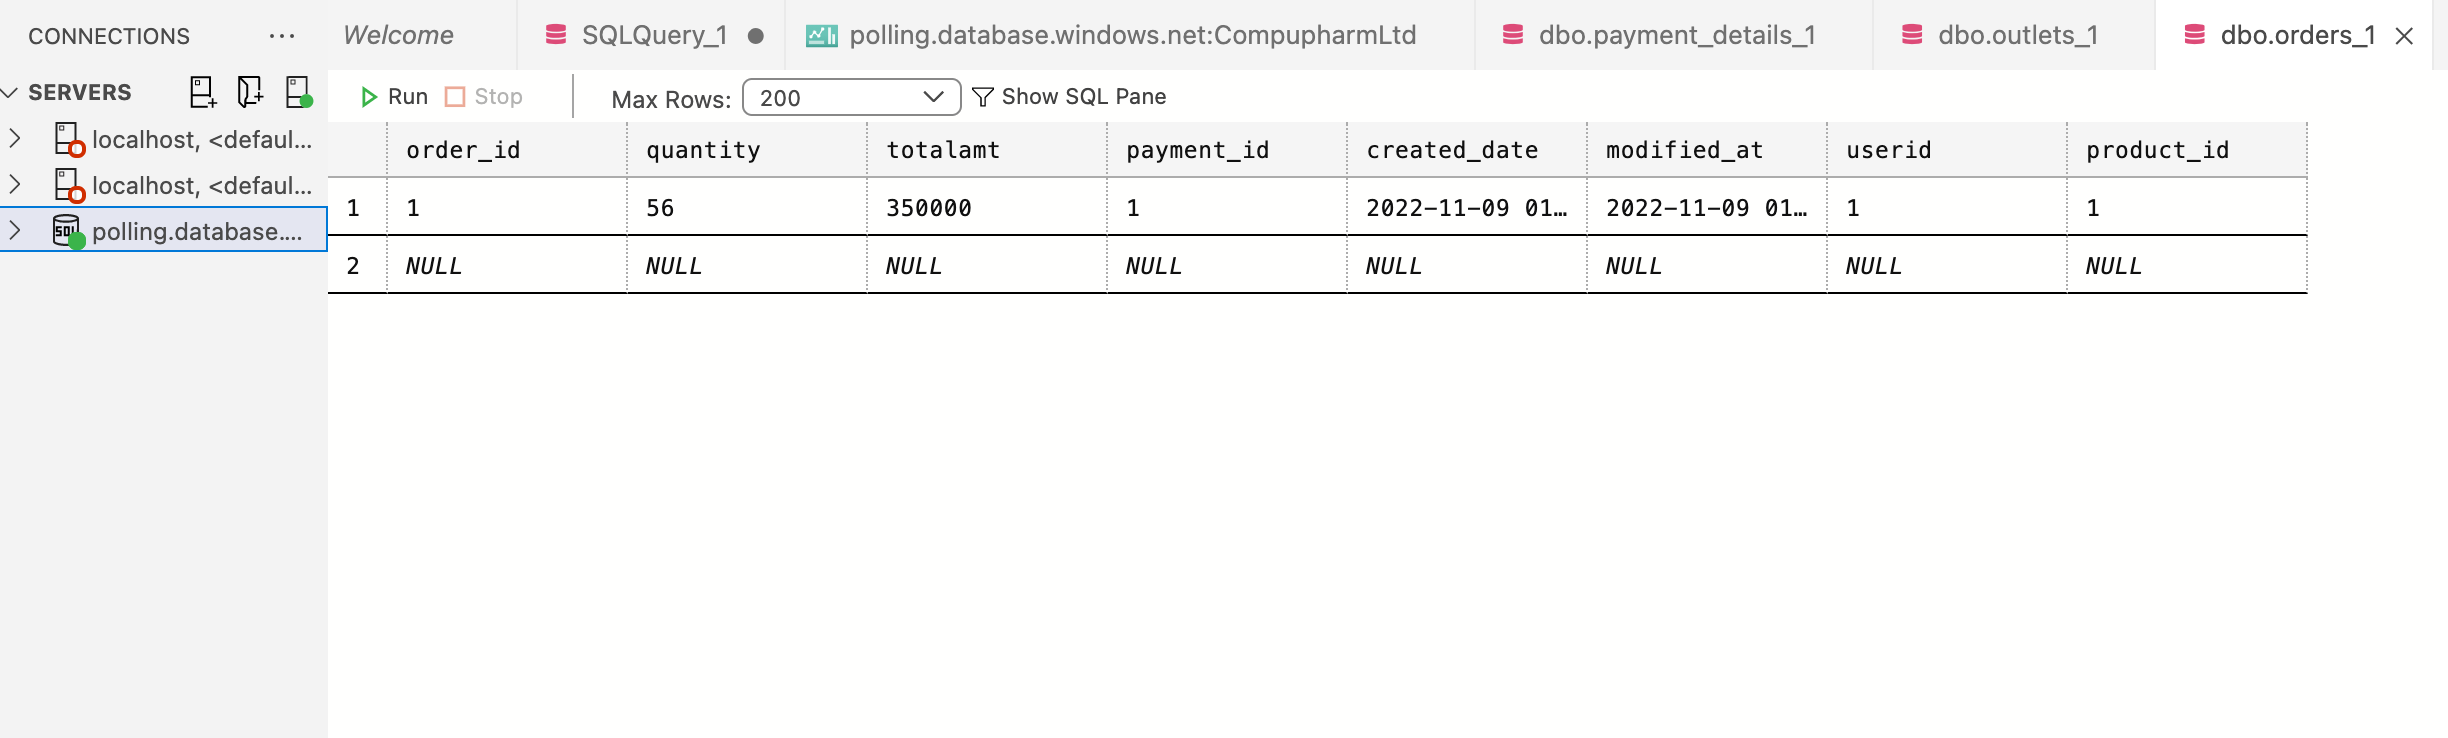 CONNECTIONS ...
SERVERS
localhost, <defaul...
localhost, <defaul...
SQL polling.database....
Welcome SQLQuery_1 polling.database.windows.net:CompupharmLtd dbo.payment_details_1 dbo.outlets_1 dbo.orders_1
Run Stop Max Rows: 200 Show SQL Pane
order_id quantity totalamt payment_id created_date modified_at userid product_id
1 1 56 350000 1 2022-11-09 01… 2022-11-09 01… 1 1
2 NULL NULL NULL NULL NULL NULL NULL NULL